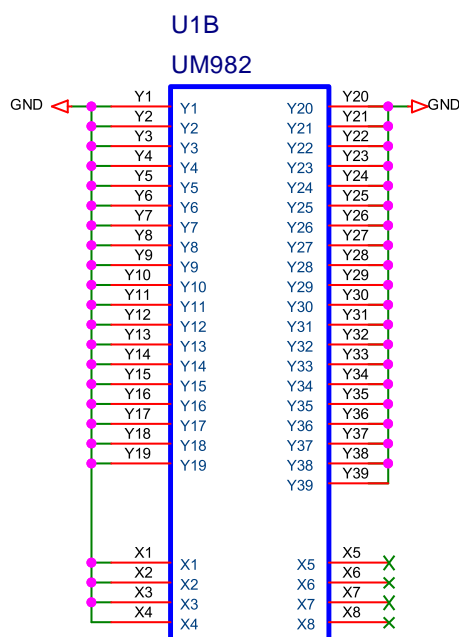 U1B
UM982
GND Y1 Y1 Y20 Y20 GND
Y2 Y2 Y21 Y21
Y3 Y3 Y22 Y22
Y4 Y4 Y23 Y23
Y5 Y5 Y24 Y24
Y6 Y6 Y25 Y25
Y7 Y7 Y26 Y26
Y8 Y8 Y27 Y27
Y9 Y9 Y28 Y28
Y10 Y10 Y29 Y29
Y11 Y11 Y30 Y30
Y12 Y12 Y31 Y31
Y13 Y13 Y32 Y32
Y14 Y14 Y33 Y33
Y15 Y15 Y34 Y34
Y16 Y16 Y35 Y35
Y17 Y17 Y36 Y36
Y18 Y18 Y37 Y37
Y19 Y19 Y38 Y38
Y39 Y39
X1 X1 X5 X5
X2 X2 X6 X6
X3 X3 X7 X7
X4 X4 X8 X8